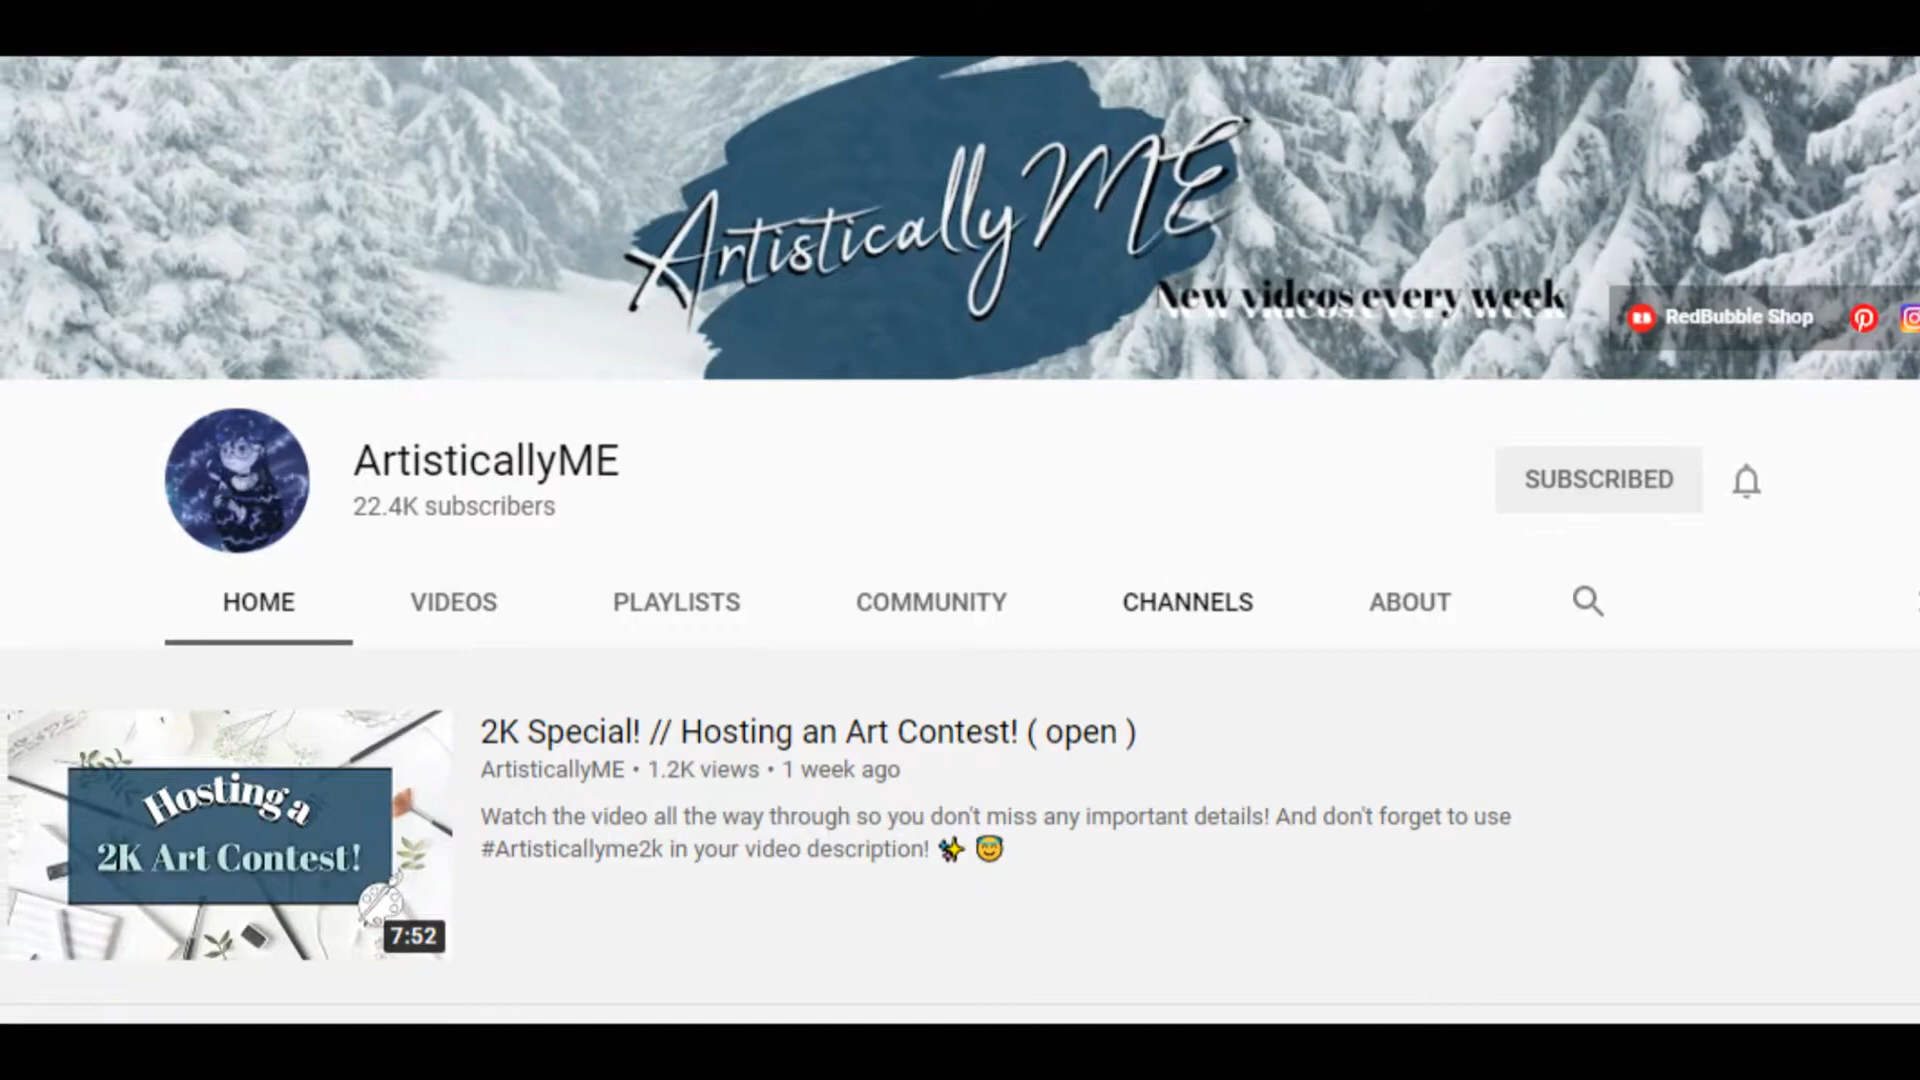 ArtisticallyME
New videos every week
RedBubble Shop
ArtisticallyME
22.4K subscribers
SUBSCRIBED
HOME VIDEOS PLAYLISTS COMMUNITY CHANNELS ABOUT
Hosting a
2K Art Contest!
7:52
2K Special! // Hosting an Art Contest! ( open )
ArtisticallyME • 1.2K views • 1 week ago
Watch the video all the way through so you don't miss any important details! And don't forget to use
#Artisticallyme2k in your video description! ✨ 😇